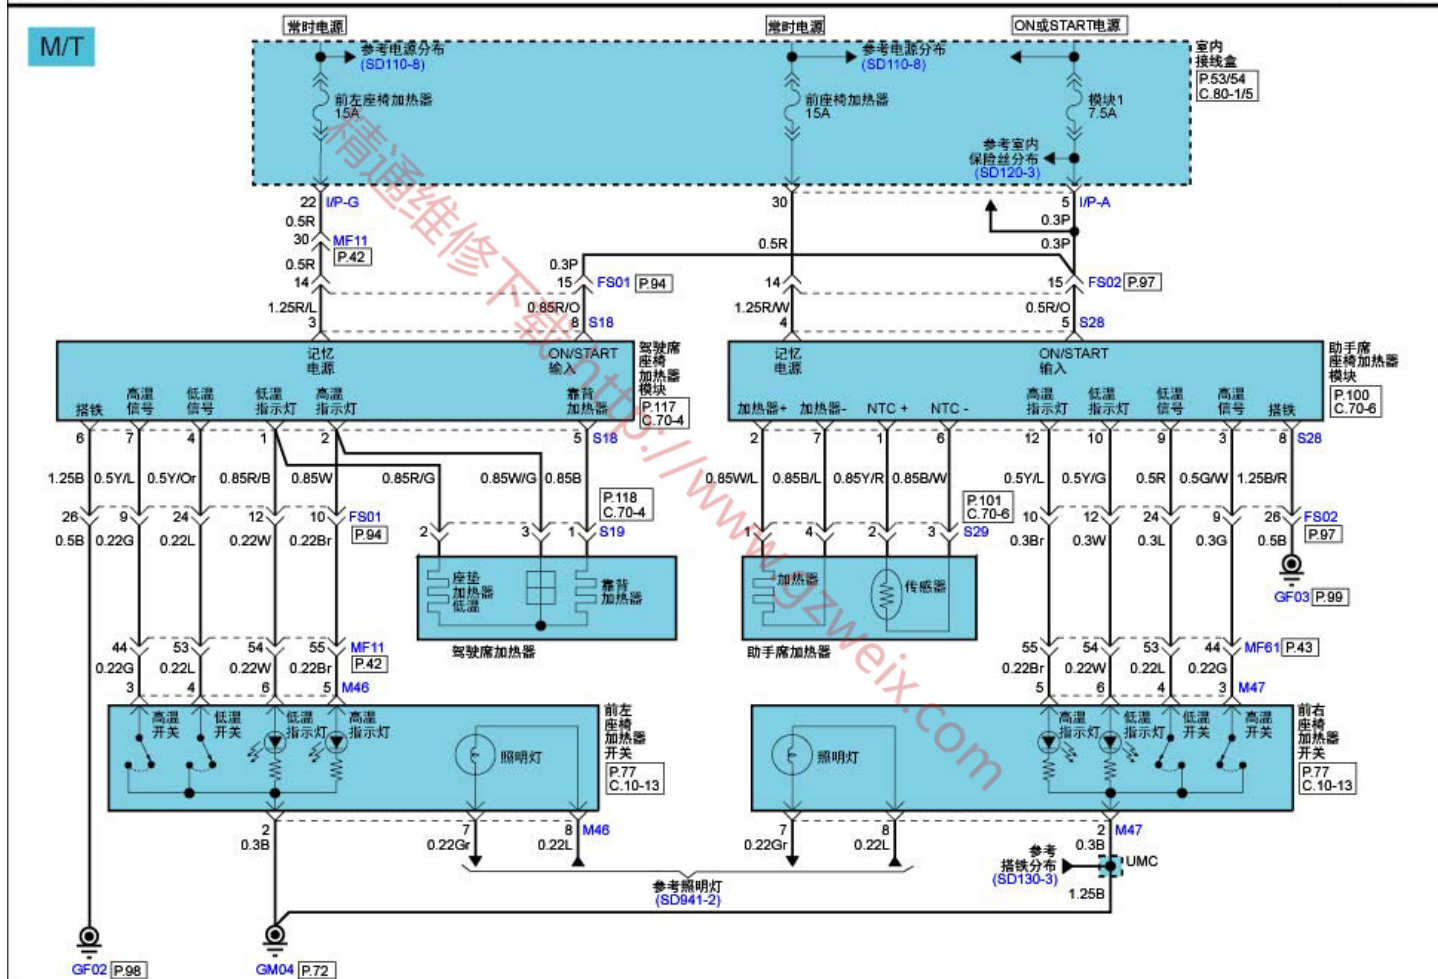 M/T
常时电源
常时电源
ON或START电源
参考电源分布
(SD110-8)
参考电源分布
(SD110-8)
室内
接线盒
P.53/54
C.80-1/5
前左座椅加热器
15A
前座椅加热器
15A
模块1
7.5A
参考室内
保险丝分布
(SD120-3)
22 I/P-G
30
5 I/P-A
0.5R
0.3P
30 MF11
P.42
0.5R
0.3P
0.5R
0.3P
14
15 FS01 P.94
14
15 FS02 P.97
1.25R/L
0.85R/O
1.25R/W
0.5R/O
3
8 S18
4
5 S28
记忆
电源
ON/START
输入
驾驶席
座椅
加热器
模块
P.117
C.70-4
记忆
电源
ON/START
输入
助手席
座椅加热器
模块
P.100
C.70-6
搭铁
高温
信号
低温
信号
低温
指示灯
高温
指示灯
靠背
加热器
加热器+
加热器-
NTC +
NTC -
高温
指示灯
低温
指示灯
低温
信号
高温
信号
搭铁
6 7 4 1 2 5 S18
2 7 1 6 12 10 9 3 8 S28
1.25B 0.5Y/L 0.5Y/Or 0.85R/B 0.85W 0.85R/G 0.85W/G 0.85B
0.85W/L 0.85B/L 0.85Y/R 0.85B/W 0.5Y/L 0.5Y/G 0.5R 0.5G/W 1.25B/R
P.118
C.70-4
P.101
C.70-6
26 9 24 12 10 FS01
P.94
2 3 1 S19
1 4 2 3 S29
10 12 24 9 26 FS02
P.97
0.5B 0.22G 0.22L 0.22W 0.22Br
0.3Br 0.3W 0.3L 0.3G 0.5B
座垫
加热器
低温
靠背
加热器
驾驶席加热器
加热器
传感器
助手席加热器
GF03 P.99
44 53 54 55 MF11
P.42
55 54 53 44 MF61 P.43
0.22G 0.22L 0.22W 0.22Br
0.22Br 0.22W 0.22L 0.22G
3 4 6 5 M46
5 6 4 3 M47
高温
开关
低温
开关
低温
指示灯
高温
指示灯
照明灯
前左
座椅
加热器
开关
P.77
C.10-13
照明灯
高温
指示灯
低温
指示灯
低温
开关
高温
开关
前右
座椅
加热器
开关
P.77
C.10-13
2 7 8 M46
7 8 2 M47
0.3B 0.22Gr 0.22L
0.22Gr 0.22L 0.3B
参考照明灯
(SD941-2)
参考
搭铁分布
(SD130-3)
UMC
1.25B
GF02 P.98
GM04 P.72
精通维修下载 http://www.gzweix.com